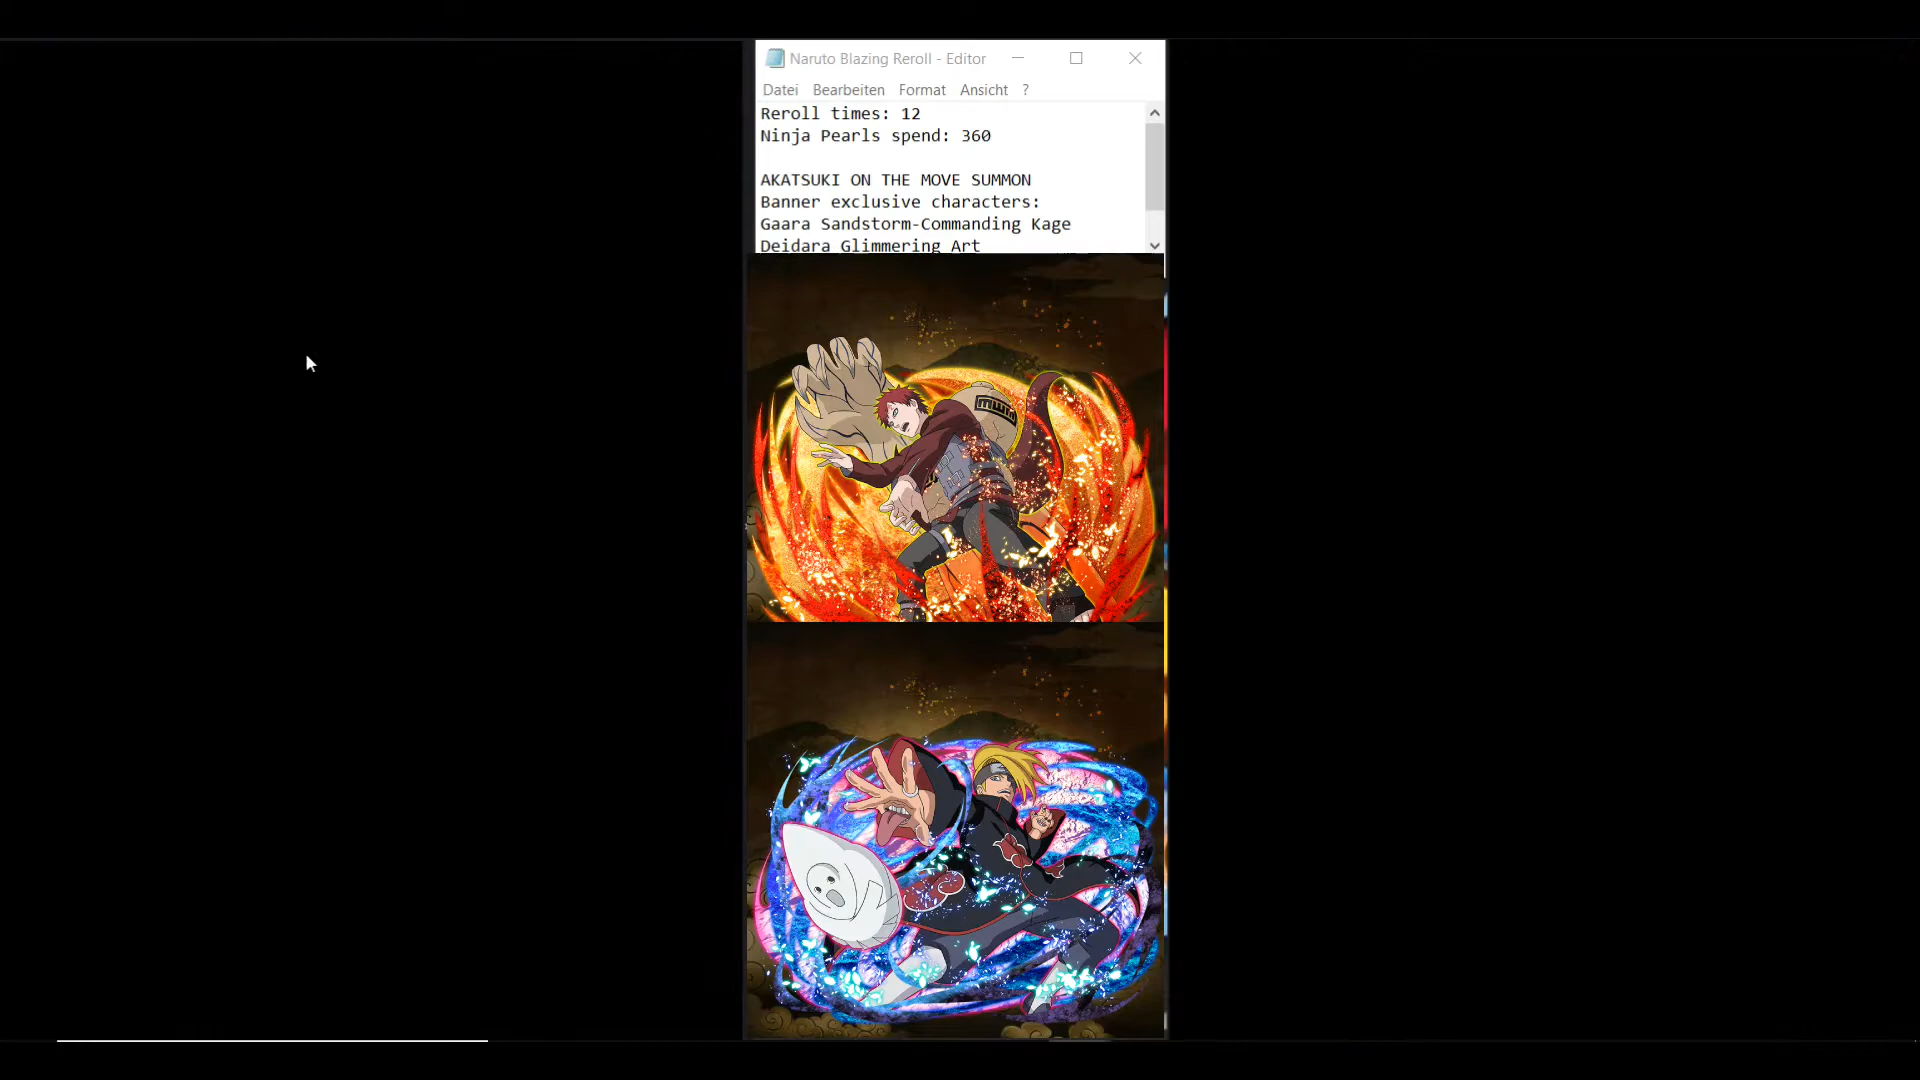 Naruto Blazing Reroll - Editor
Datei Bearbeiten Format Ansicht ?
Reroll times: 12
Ninja Pearls spend: 360
AKATSUKI ON THE MOVE SUMMON
Banner exclusive characters:
Gaara Sandstorm-Commanding Kage
Deidara Glimmering Art